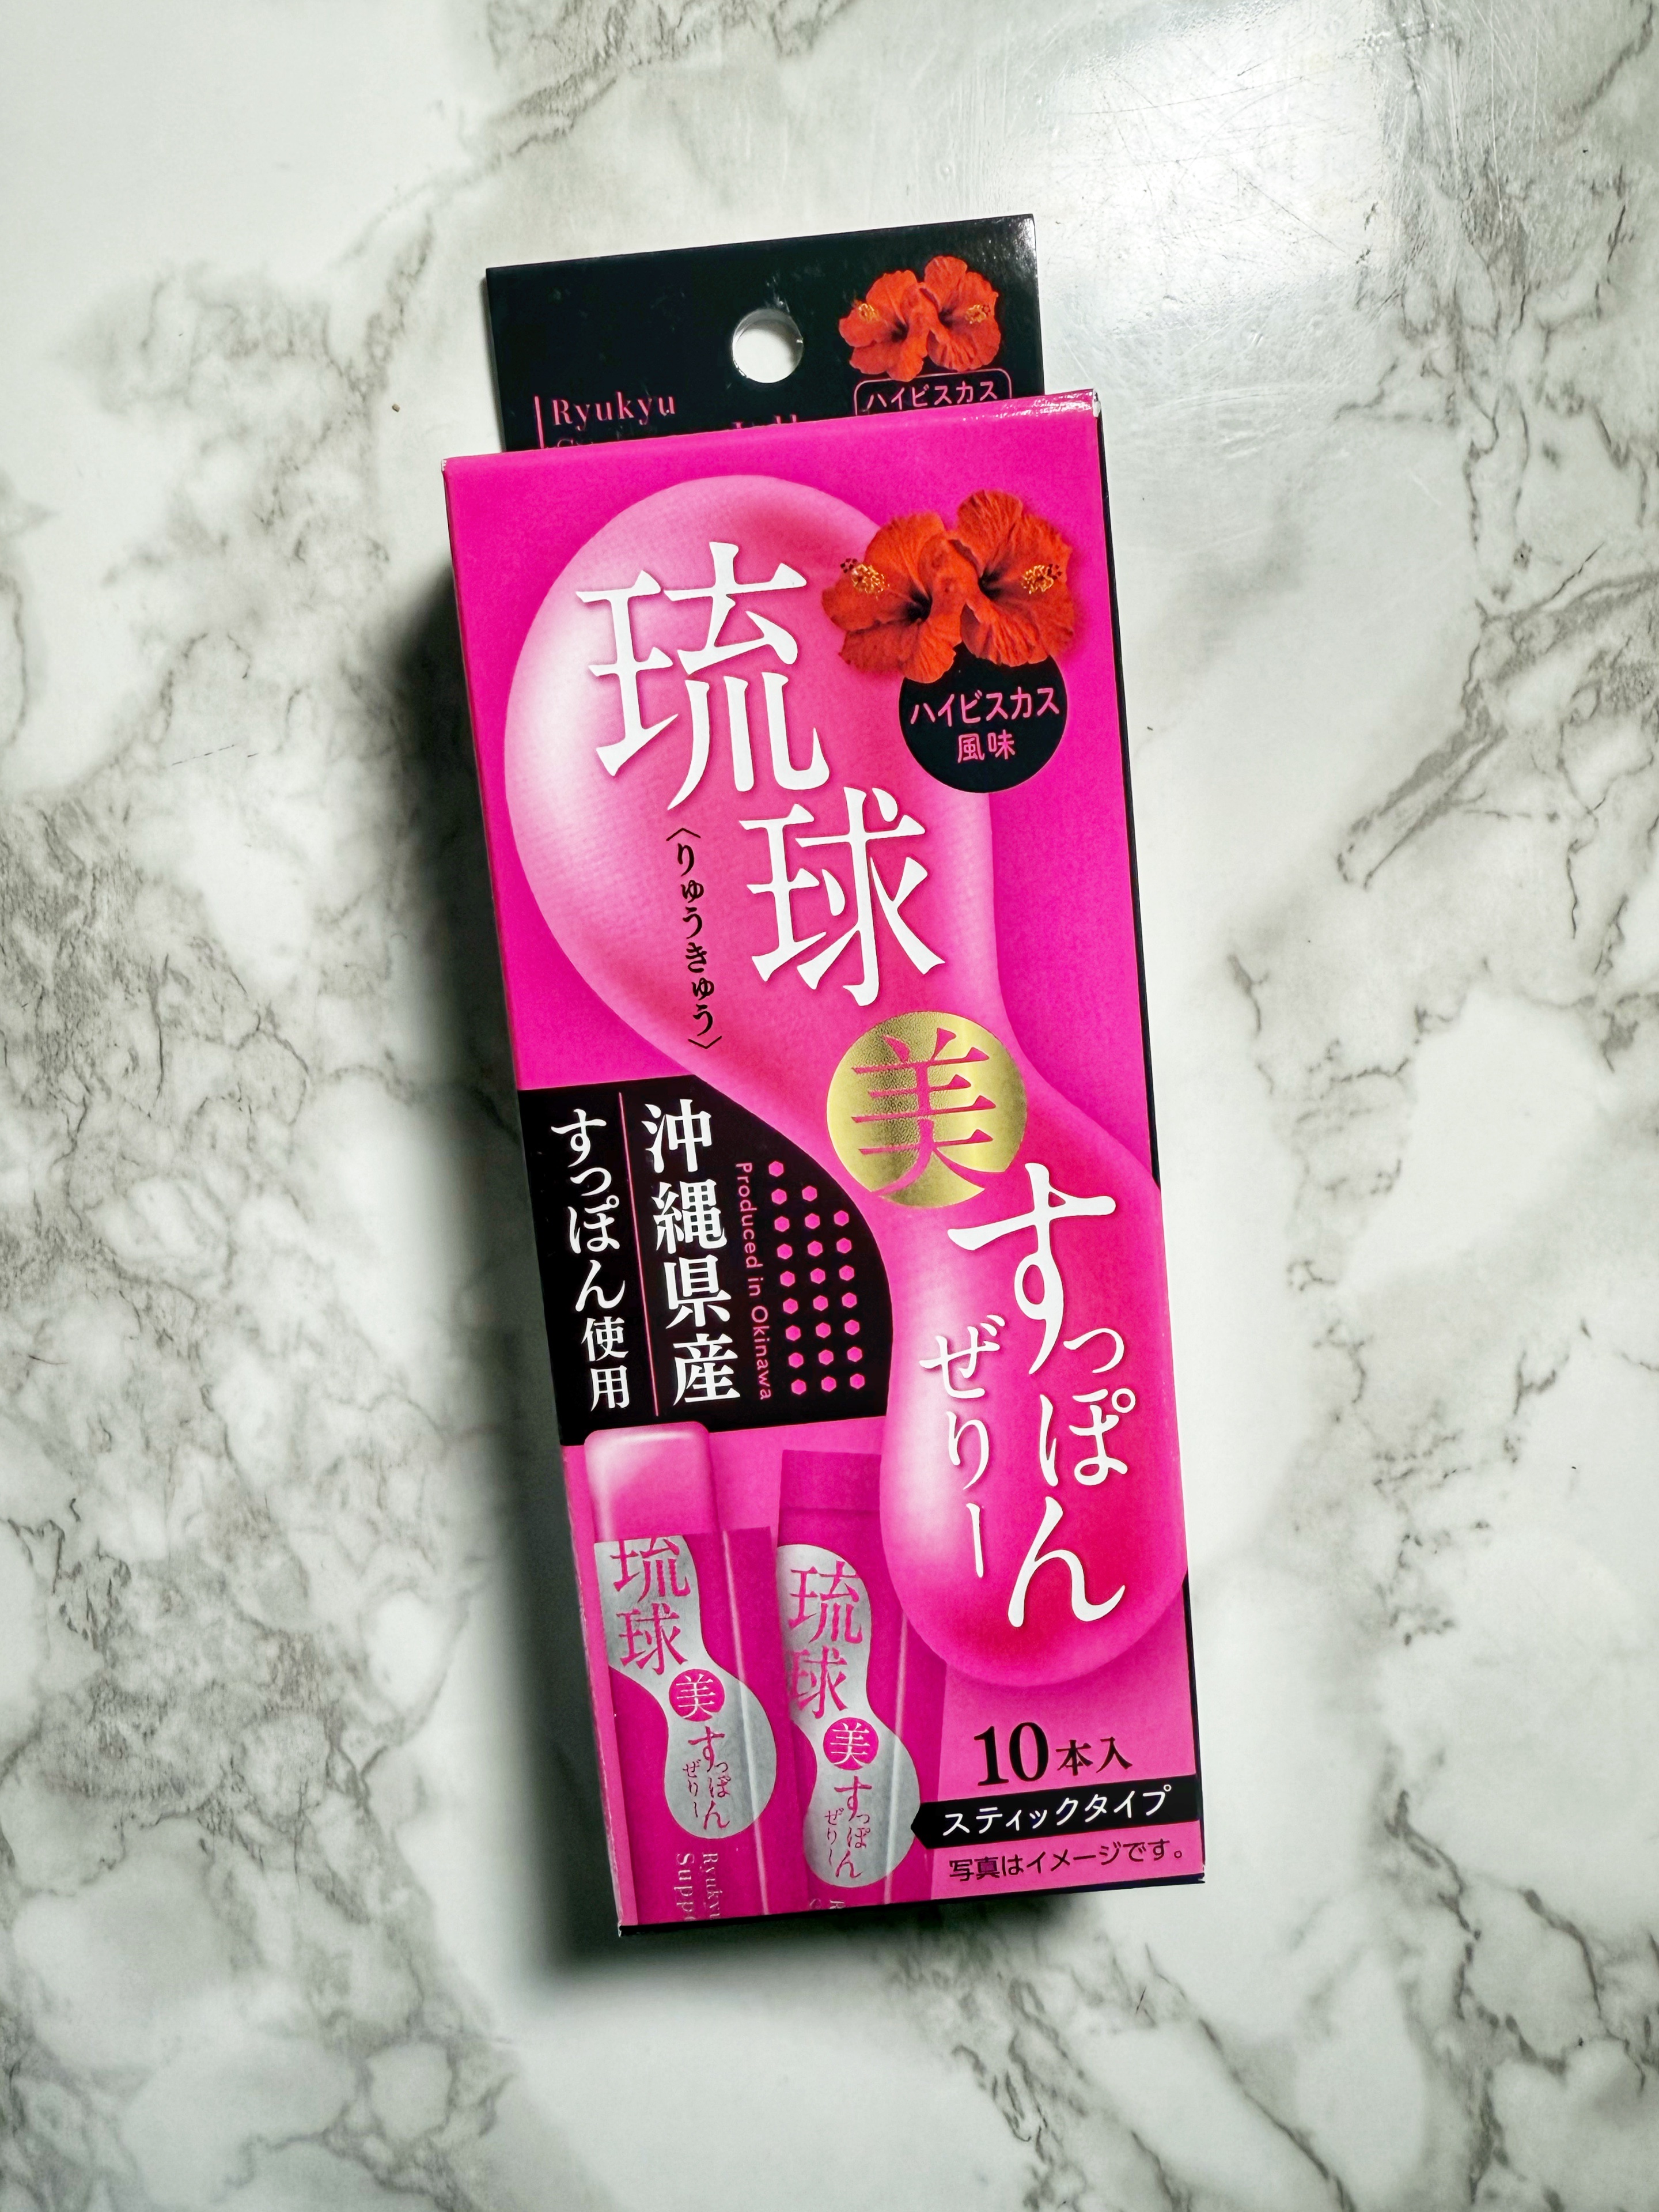 Ryukyu
ハイビスカス
琉球
〈りゅうきゅう〉
美
すっぽん
ぜりー
ハイビスカス
風味
沖縄県産
すっぽん使用
Produced in Okinawa
琉球
美
すっぽん
ぜりー
琉球
美
すっぽん
ぜりー
10本入
スティックタイプ
写真はイメージです。